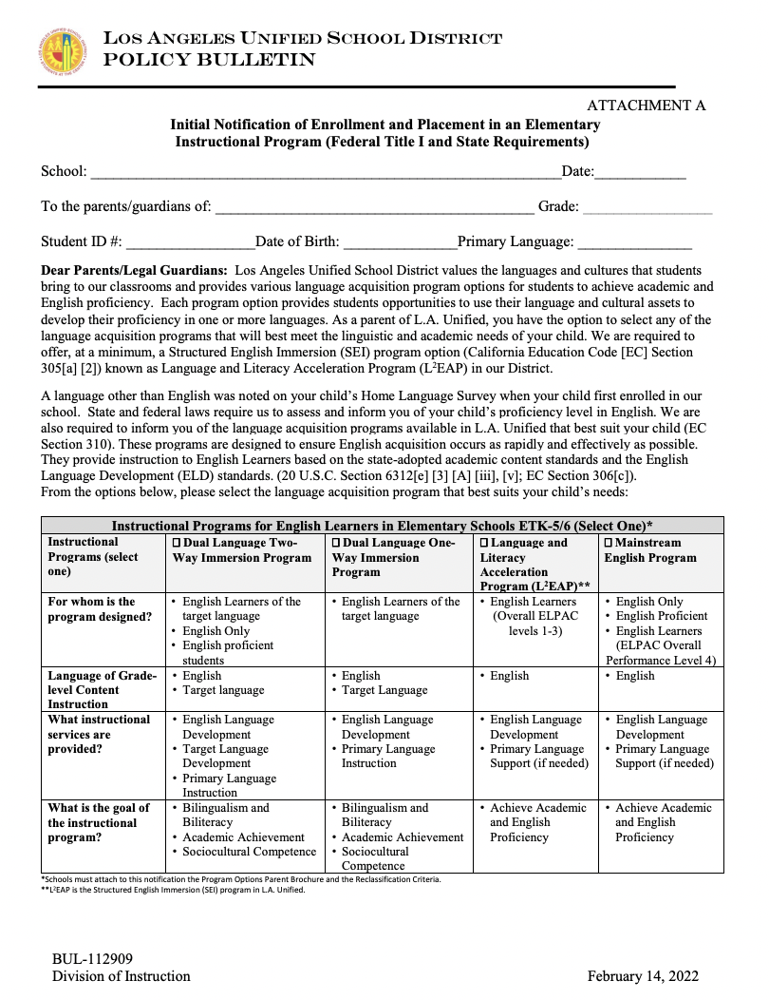 LOS ANGELES UNIFIED SCHOOL DISTRICT
POLICY BULLETIN
ATTACHMENT A
Initial Notification of Enrollment and Placement in an Elementary
Instructional Program (Federal Title I and State Requirements)
School: ______________________________________________________________Date:____________
To the parents/guardians of: __________________________________________ Grade: _________________
Student ID #: _________________Date of Birth: _______________Primary Language: _______________
Dear Parents/Legal Guardians: Los Angeles Unified School District values the languages and cultures that students
bring to our classrooms and provides various language acquisition program options for students to achieve academic and
English proficiency. Each program option provides students opportunities to use their language and cultural assets to
develop their proficiency in one or more languages. As a parent of L.A. Unified, you have the option to select any of the
language acquisition programs that will best meet the linguistic and academic needs of your child. We are required to
offer, at a minimum, a Structured English Immersion (SEI) program option (California Education Code [EC] Section
305[a] [2]) known as Language and Literacy Acceleration Program (L²EAP) in our District.
A language other than English was noted on your child's Home Language Survey when your child first enrolled in our
school. State and federal laws require us to assess and inform you of your child's proficiency level in English. We are
also required to inform you of the language acquisition programs available in L.A. Unified that best suit your child (EC
Section 310). These programs are designed to ensure English acquisition occurs as rapidly and effectively as possible.
They provide instruction to English Learners based on the state-adopted academic content standards and the English
Language Development (ELD) standards. (20 U.S.C. Section 6312[e] [3] [A] [iii], [v]; EC Section 306[c]).
From the options below, please select the language acquisition program that best suits your child's needs:
Instructional Programs for English Learners in Elementary Schools ETK-5/6 (Select One)*
Instructional
Programs (select
one)
☐ Dual Language Two-
Way Immersion Program
☐ Dual Language One-
Way Immersion
Program
☐ Language and
Literacy
Acceleration
Program (L²EAP)**
☐ Mainstream
English Program
For whom is the
program designed?
• English Learners of the
target language
• English Only
• English proficient
students
• English Learners of the
target language
• English Learners
(Overall ELPAC
levels 1-3)
• English Only
• English Proficient
• English Learners
(ELPAC Overall
Performance Level 4)
Language of Grade-
level Content
Instruction
• English
• Target language
• English
• Target Language
• English
• English
What instructional
services are
provided?
• English Language
Development
• Target Language
Development
• Primary Language
Instruction
• English Language
Development
• Primary Language
Instruction
• English Language
Development
• Primary Language
Support (if needed)
• English Language
Development
• Primary Language
Support (if needed)
What is the goal of
the instructional
program?
• Bilingualism and
Biliteracy
• Academic Achievement
• Sociocultural Competence
• Bilingualism and
Biliteracy
• Academic Achievement
• Sociocultural
Competence
• Achieve Academic
and English
Proficiency
• Achieve Academic
and English
Proficiency
*Schools must attach to this notification the Program Options Parent Brochure and the Reclassification Criteria.
**L²EAP is the Structured English Immersion (SEI) program in L.A. Unified.
BUL-112909
Division of Instruction
February 14, 2022